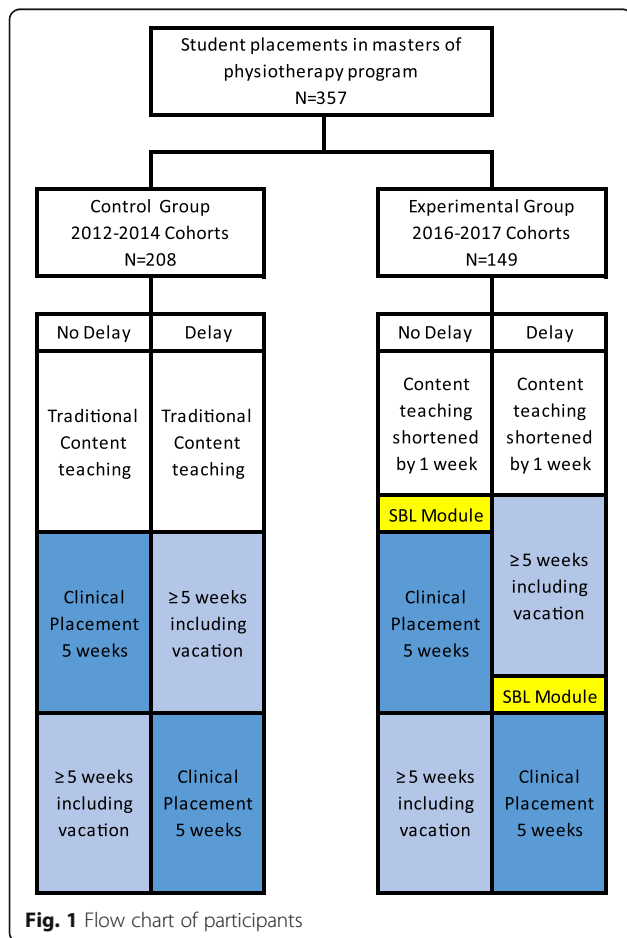 Student placements in masters of
physiotherapy program
N=357
Control Group
2012-2014 Cohorts
N=208
Experimental Group
2016-2017 Cohorts
N=149
No Delay
Delay
Traditional
Content
teaching
Traditional
Content
teaching
Clinical
Placement
5 weeks
≥5 weeks
including
vacation
≥5 weeks
including
vacation
Clinical
Placement
5 weeks
No Delay
Delay
Content
teaching
shortened
by 1 week
Content
teaching
shortened
by 1 week
SBL Module
Clinical
Placement
5 weeks
≥5 weeks
including
vacation
SBL Module
≥5 weeks
including
vacation
Clinical
Placement
5 weeks
Fig. 1 Flow chart of participants